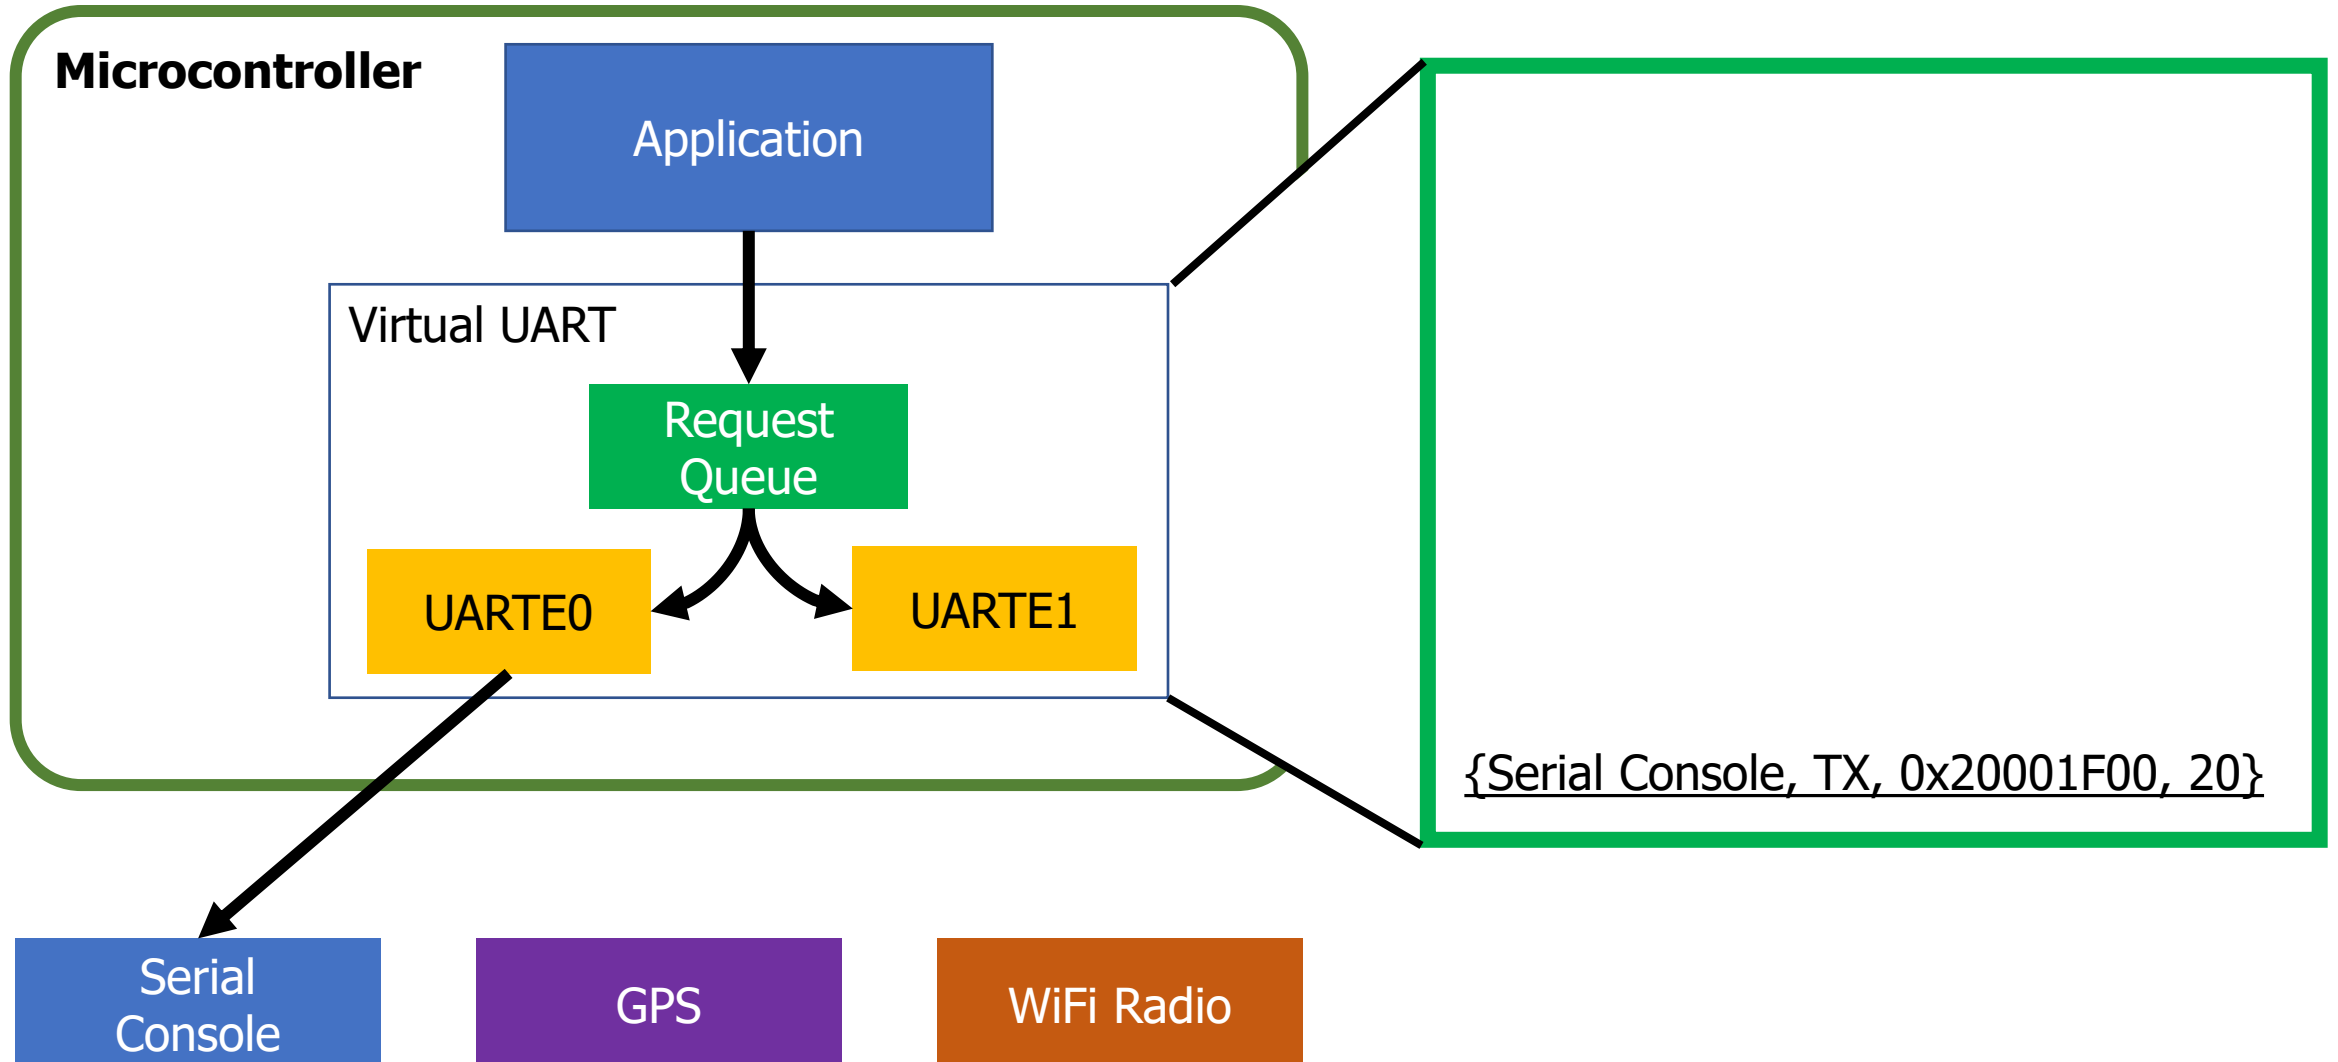 Microcontroller
Application
Virtual UART
Request
Queue
UARTE0
UARTE1
{Serial Console, TX, 0x20001F00, 20}
Serial
Console
GPS
WiFi Radio